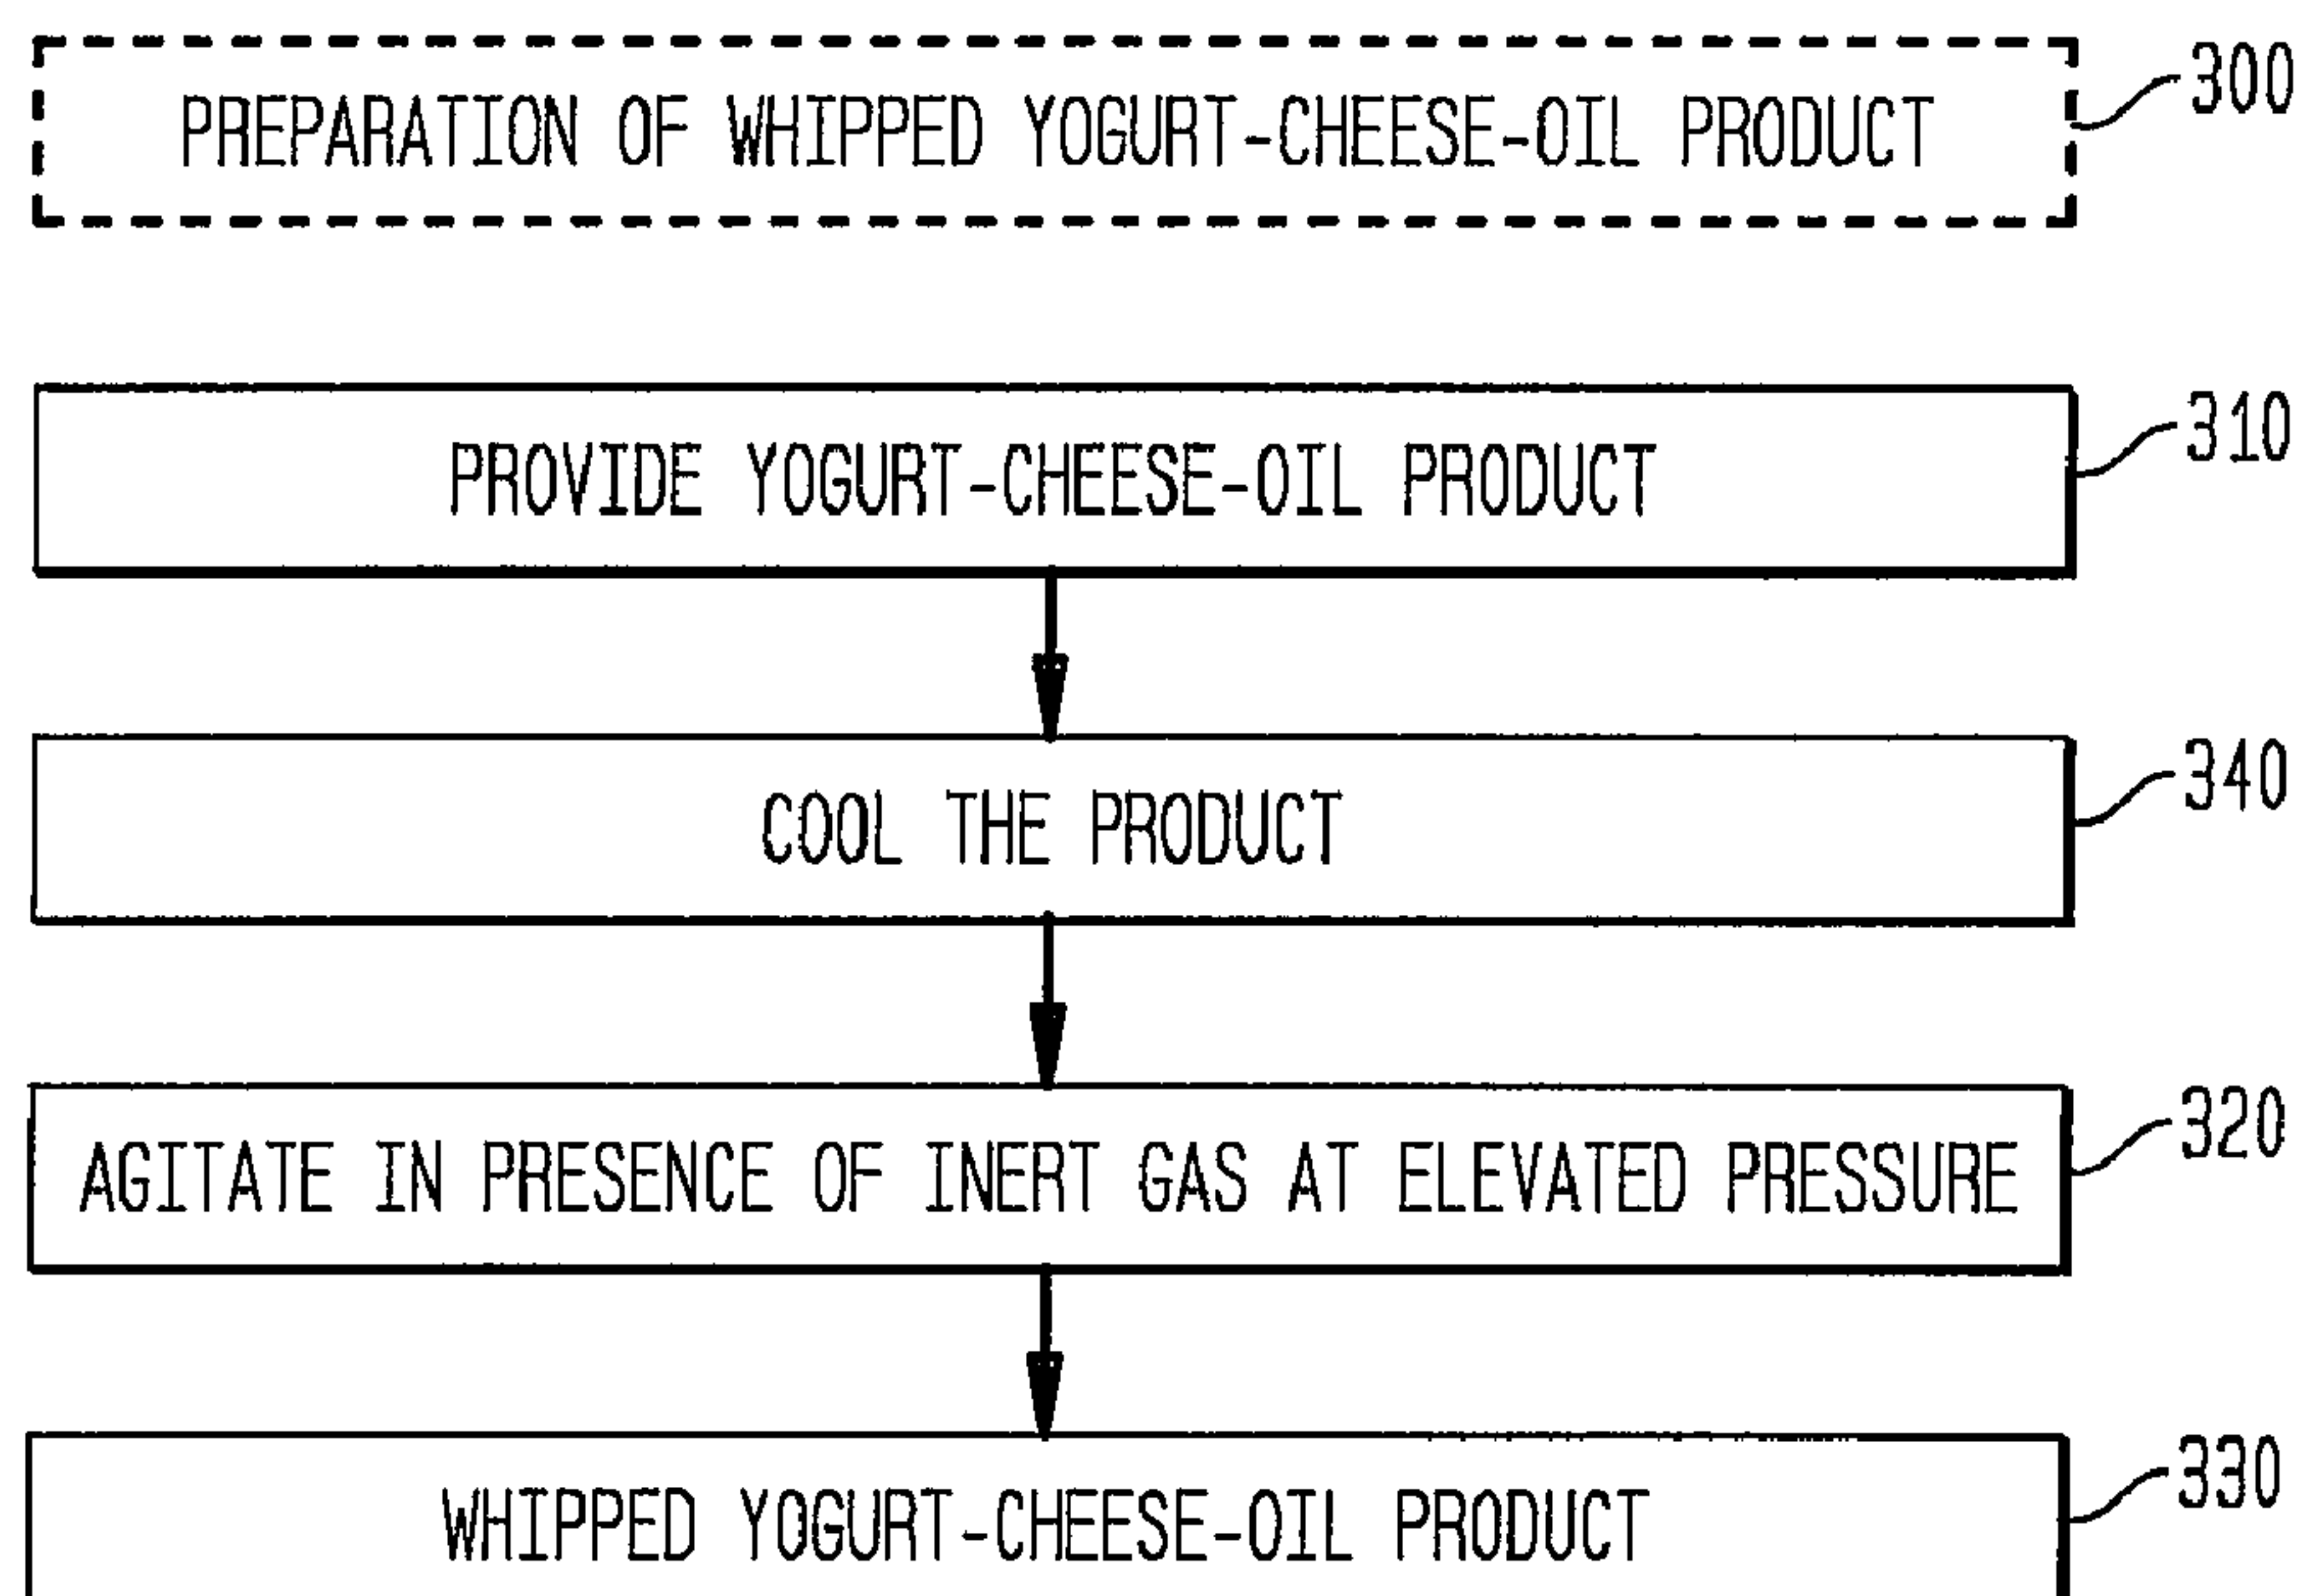 PREPARATION OF WHIPPED YOGURT-CHEESE-OIL PRODUCT 300
PROVIDE YOGURT-CHEESE-OIL PRODUCT 310
COOL THE PRODUCT 340
AGITATE IN PRESENCE OF INERT GAS AT ELEVATED PRESSURE 320
WHIPPED YOGURT-CHEESE-OIL PRODUCT 330